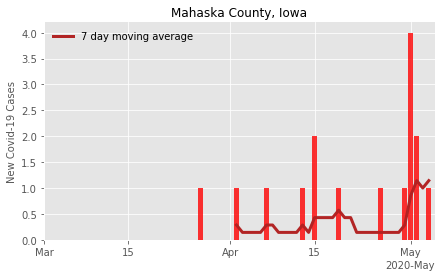 Mahaska County, Iowa
7 day moving average
New Covid-19 Cases
4.0
3.5
3.0
2.5
2.0
1.5
1.0
0.5
0.0
Mar 15 Apr 15 May
2020-May